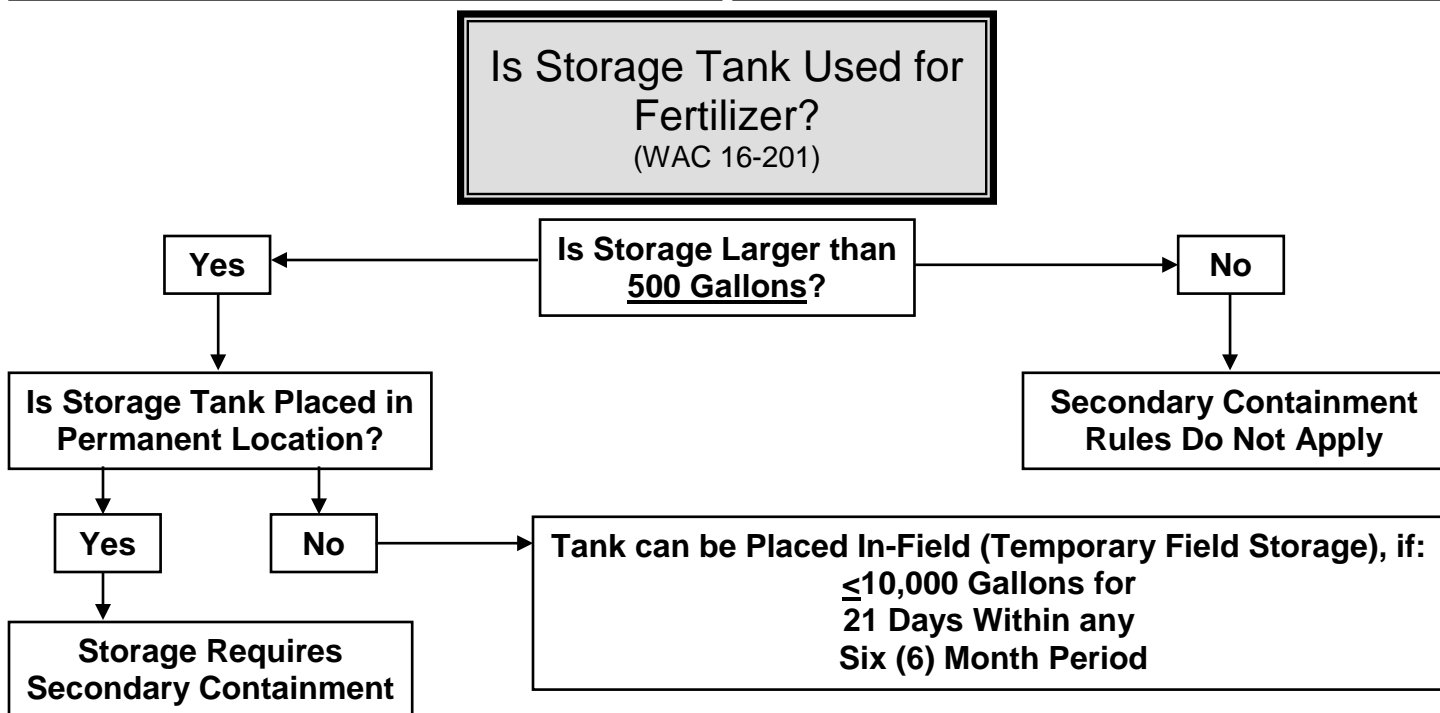 Is Storage Tank Used for
Fertilizer?
(WAC 16-201)
Is Storage Larger than
500 Gallons?
Yes
No
Is Storage Tank Placed in
Permanent Location?
Secondary Containment
Rules Do Not Apply
Yes
No
Tank can be Placed In-Field (Temporary Field Storage), if:
≤10,000 Gallons for
21 Days Within any
Six (6) Month Period
Storage Requires
Secondary Containment